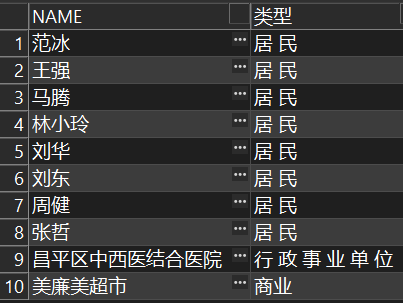 NAME 类型
1 范冰 ... 居 民
2 王强 ... 居 民
3 马腾 ... 居 民
4 林小玲 ... 居 民
5 刘华 ... 居 民
6 刘东 ... 居 民
7 周健 ... 居 民
8 张哲 ... 居 民
9 昌平区中西医结合医院 ... 行 政 事 业 单 位
10 美廉美超市 ... 商业